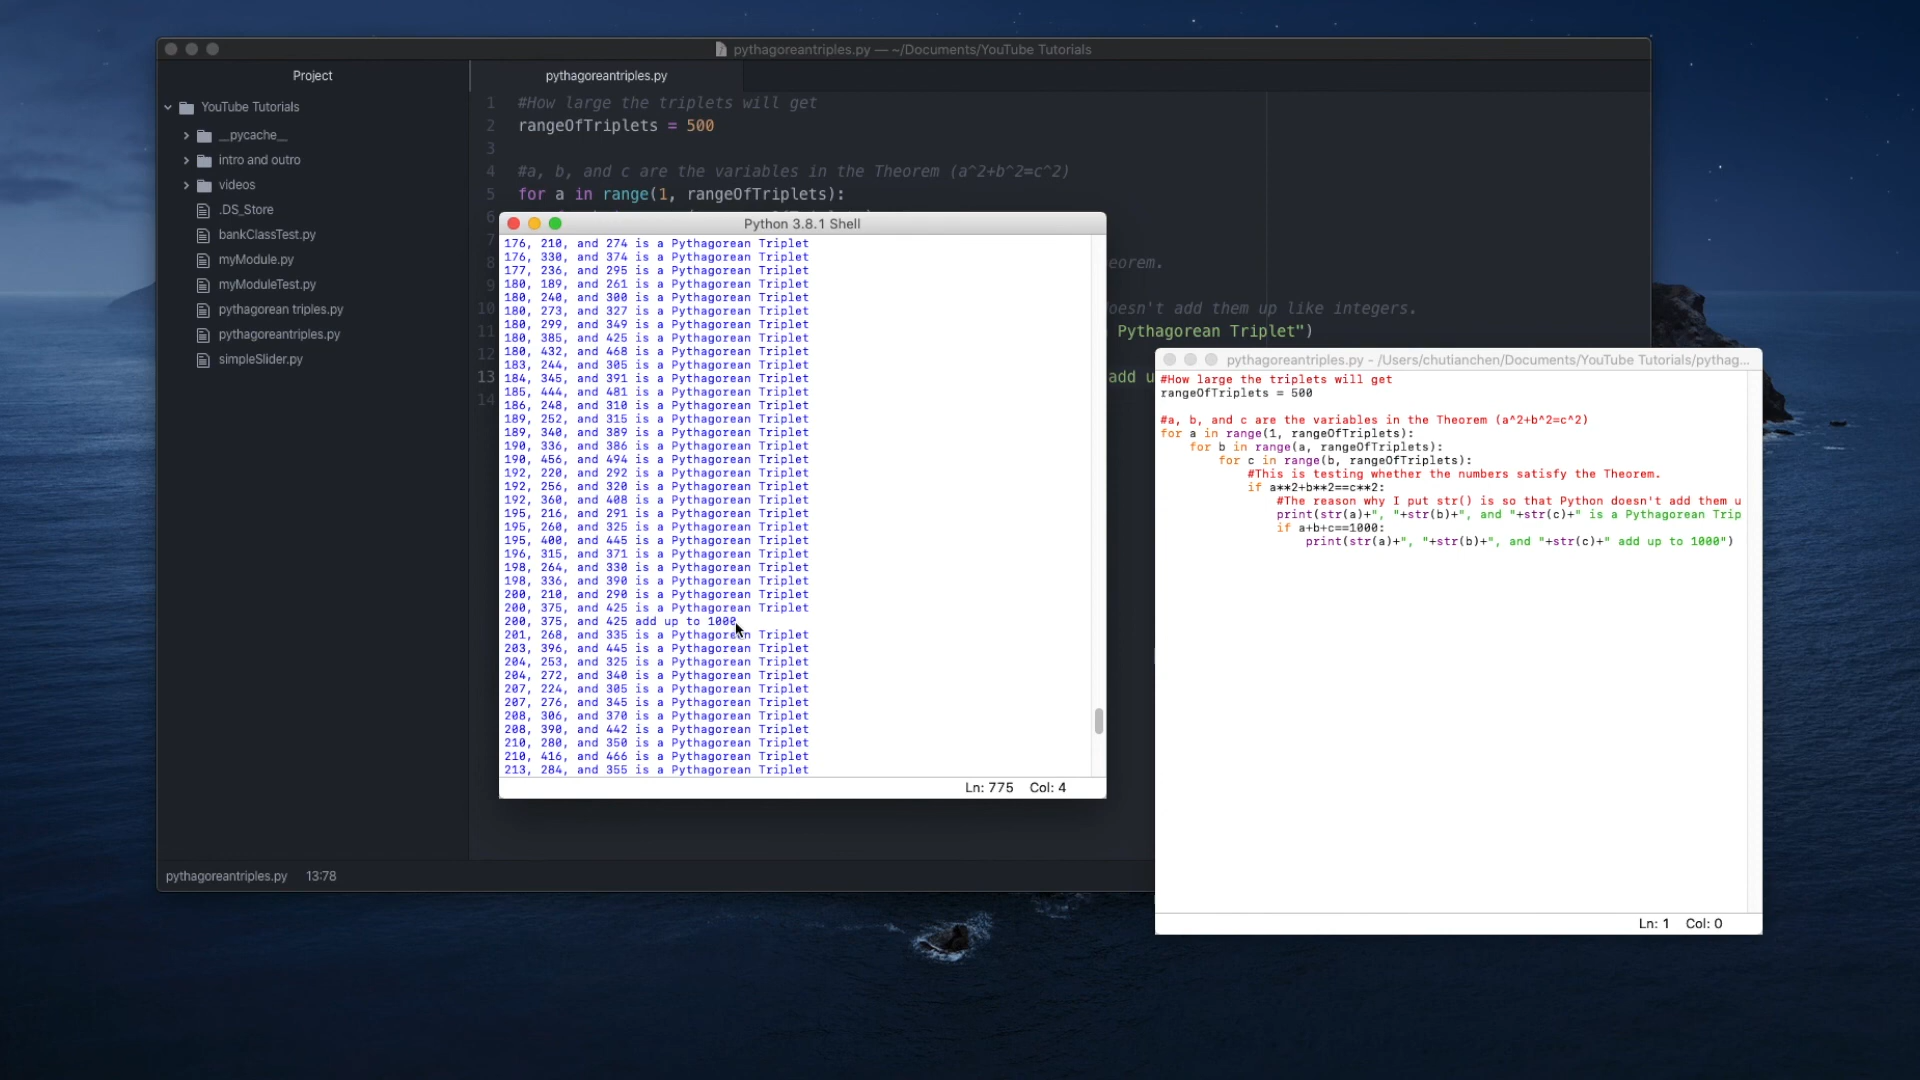 pythagoreantriples.py — ~/Documents/YouTube Tutorials
Project
pythagoreantriples.py
YouTube Tutorials
__pycache__
intro and outro
videos
.DS_Store
bankClassTest.py
myModule.py
myModuleTest.py
pythagorean triples.py
pythagoreantriples.py
simpleSlider.py
1 #How large the triplets will get
2 rangeOfTriplets = 500
3
4 #a, b, and c are the variables in the Theorem (a^2+b^2=c^2)
5 for a in range(1, rangeOfTriplets):
6
7
8 eorem.
9
10 oesn't add them up like integers.
11 Pythagorean Triplet")
12
13 add u
14
pythagoreantriples.py 13:78
Python 3.8.1 Shell
176, 210, and 274 is a Pythagorean Triplet
176, 330, and 374 is a Pythagorean Triplet
177, 236, and 295 is a Pythagorean Triplet
180, 189, and 261 is a Pythagorean Triplet
180, 240, and 300 is a Pythagorean Triplet
180, 273, and 327 is a Pythagorean Triplet
180, 299, and 349 is a Pythagorean Triplet
180, 385, and 425 is a Pythagorean Triplet
180, 432, and 468 is a Pythagorean Triplet
183, 244, and 305 is a Pythagorean Triplet
184, 345, and 391 is a Pythagorean Triplet
185, 444, and 481 is a Pythagorean Triplet
186, 248, and 310 is a Pythagorean Triplet
189, 252, and 315 is a Pythagorean Triplet
189, 340, and 389 is a Pythagorean Triplet
190, 336, and 386 is a Pythagorean Triplet
190, 456, and 494 is a Pythagorean Triplet
192, 220, and 292 is a Pythagorean Triplet
192, 256, and 320 is a Pythagorean Triplet
192, 360, and 408 is a Pythagorean Triplet
195, 216, and 291 is a Pythagorean Triplet
195, 260, and 325 is a Pythagorean Triplet
195, 400, and 445 is a Pythagorean Triplet
196, 315, and 371 is a Pythagorean Triplet
198, 264, and 330 is a Pythagorean Triplet
198, 336, and 390 is a Pythagorean Triplet
200, 210, and 290 is a Pythagorean Triplet
200, 375, and 425 is a Pythagorean Triplet
200, 375, and 425 add up to 1000
201, 268, and 335 is a Pythagorean Triplet
203, 396, and 445 is a Pythagorean Triplet
204, 253, and 325 is a Pythagorean Triplet
204, 272, and 340 is a Pythagorean Triplet
207, 224, and 305 is a Pythagorean Triplet
207, 276, and 345 is a Pythagorean Triplet
208, 306, and 370 is a Pythagorean Triplet
208, 390, and 442 is a Pythagorean Triplet
210, 280, and 350 is a Pythagorean Triplet
210, 416, and 466 is a Pythagorean Triplet
213, 284, and 355 is a Pythagorean Triplet
Ln: 775 Col: 4
pythagoreantriples.py - /Users/chutianchen/Documents/YouTube Tutorials/pythag...
#How large the triplets will get
rangeOfTriplets = 500
#a, b, and c are the variables in the Theorem (a^2+b^2=c^2)
for a in range(1, rangeOfTriplets):
for b in range(a, rangeOfTriplets):
for c in range(b, rangeOfTriplets):
#This is testing whether the numbers satisfy the Theorem.
if a**2+b**2==c**2:
#The reason why I put str() is so that Python doesn't add them u
print(str(a)+", "+str(b)+", and "+str(c)+" is a Pythagorean Trip
if a+b+c==1000:
print(str(a)+", "+str(b)+", and "+str(c)+" add up to 1000")
Ln: 1 Col: 0